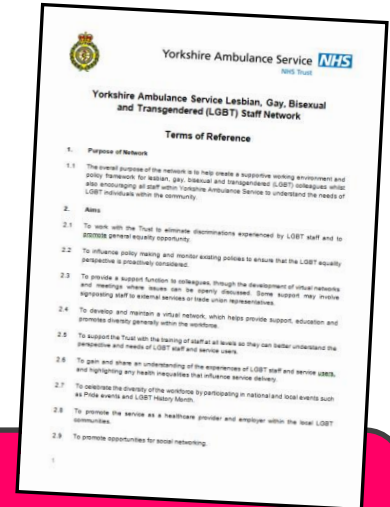 Yorkshire Ambulance Service NHS
NHS Trust
Yorkshire Ambulance Service Lesbian, Gay, Bisexual
and Transgendered (LGBT) Staff Network
Terms of Reference
1. Purpose of Network
1.1 The overall purpose of the network is to help create a supportive working environment and
policy framework for lesbian, gay, bisexual and transgendered (LGBT) colleagues whilst
also encouraging all staff within Yorkshire Ambulance Service to understand the needs of
LGBT individuals within the community.
2. Aims
2.1 To work with the Trust to eliminate discriminations experienced by LGBT staff and to
promote general equality opportunity.
2.2 To influence policy making and monitor existing policies to ensure that the LGBT equality
perspective is proactively considered.
2.3 To provide a support function to colleagues, through the development of virtual networks
and meetings where issues can be openly discussed. Some support may involve
signposting staff to external services or trade union representatives.
2.4 To develop and maintain a virtual network, which helps provide support, education and
promotes diversity generally within the workforce.
2.5 To support the Trust with the training of staff at all levels so they can better understand the
perspective and needs of LGBT staff and service users.
2.6 To gain and share an understanding of the experiences of LGBT staff and service users,
and highlighting any health inequalities that influence service delivery.
2.7 To celebrate the diversity of the workforce by participating in national and local events such
as Pride events and LGBT History Month.
2.8 To promote the service as a healthcare provider and employer within the local LGBT
communities.
2.9 To promote opportunities for social networking.